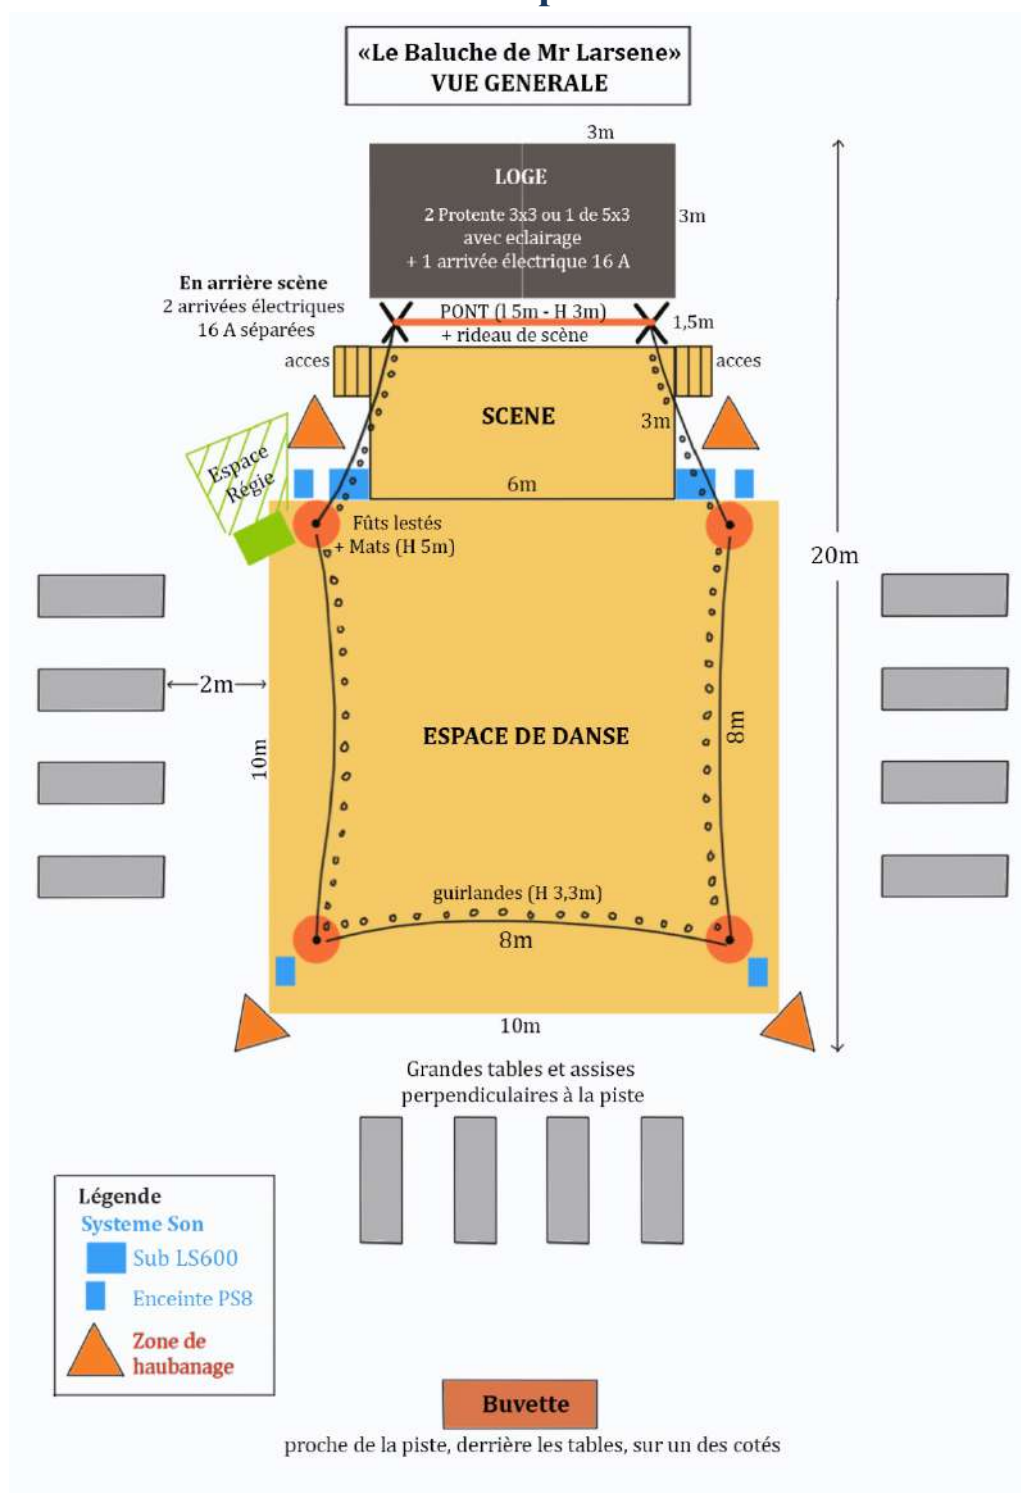 «Le Baluche de Mr Larsene»
VUE GENERALE
3m
LOGE
2 Protente 3x3 ou 1 de 5x3
avec eclairage
+ 1 arrivée électrique 16 A
3m
En arrière scène
2 arrivées électriques
16 A séparées
PONT (l 5m - H 3m)
+ rideau de scène
1,5m
acces
acces
SCENE
3m
6m
Espace
Régie
Fûts lestés
+ Mats (H 5m)
20m
2m
10m
ESPACE DE DANSE
8m
guirlandes (H 3,3m)
8m
10m
Grandes tables et assises
perpendiculaires à la piste
Légende
Systeme Son
Sub LS600
Enceinte PS8
Zone de
haubanage
Buvette
proche de la piste, derrière les tables, sur un des cotés